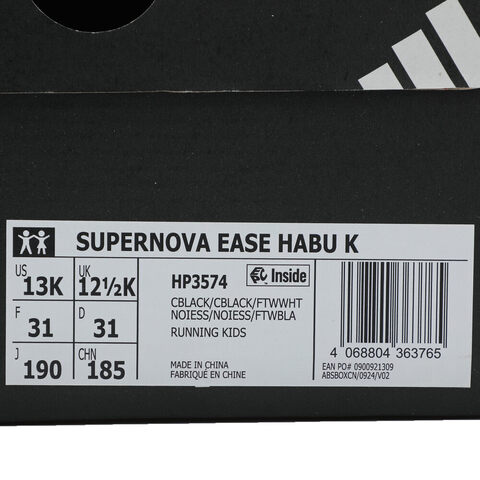 SUPERNOVA EASE HABU K
US
13K
UK
12½K
F
31
D
31
J
190
CHN
185
HP3574
Inside
CBLACK/CBLACK/FTWWHT
NOIESS/NOIESS/FTWBLA
RUNNING KIDS
MADE IN CHINA
FABRIQUÉ EN CHINE
4 068804 363765
EAN PO# 0900921309
ABSBOXCN/0924/V02